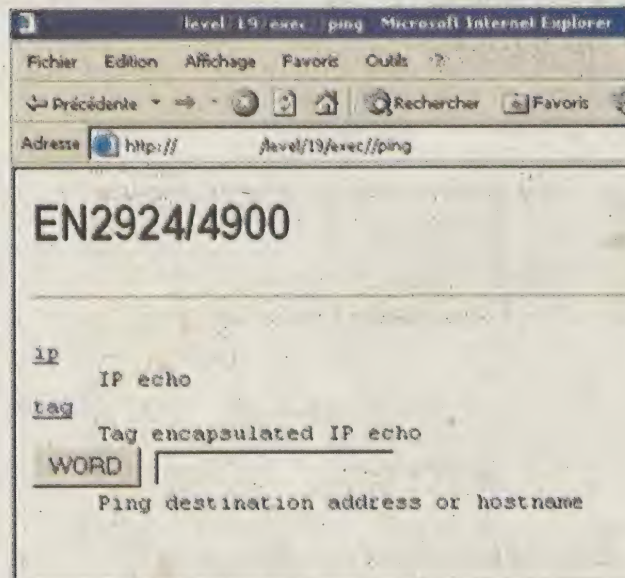 level/19/exec//ping Microsoft Internet Explorer
Fichier Edition Affichage Favoris Outils ?
Précédente Rechercher Favoris
Adresse http:// /level/19/exec//ping
EN2924/4900
ip
IP echo
tag
Tag encapsulated IP echo
WORD
Ping destination address or hostname